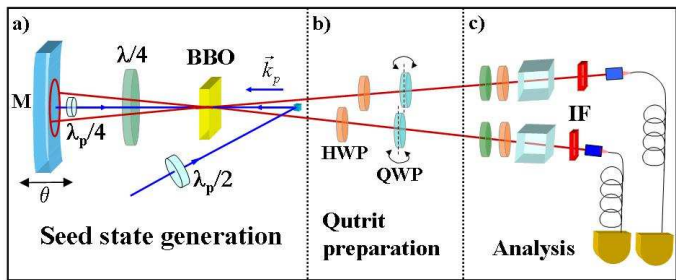 a)
λ/4
BBO
k⃗p
M
λp/4
λp/2
θ
Seed state generation
b)
HWP
QWP
Qutrit
preparation
c)
IF
Analysis